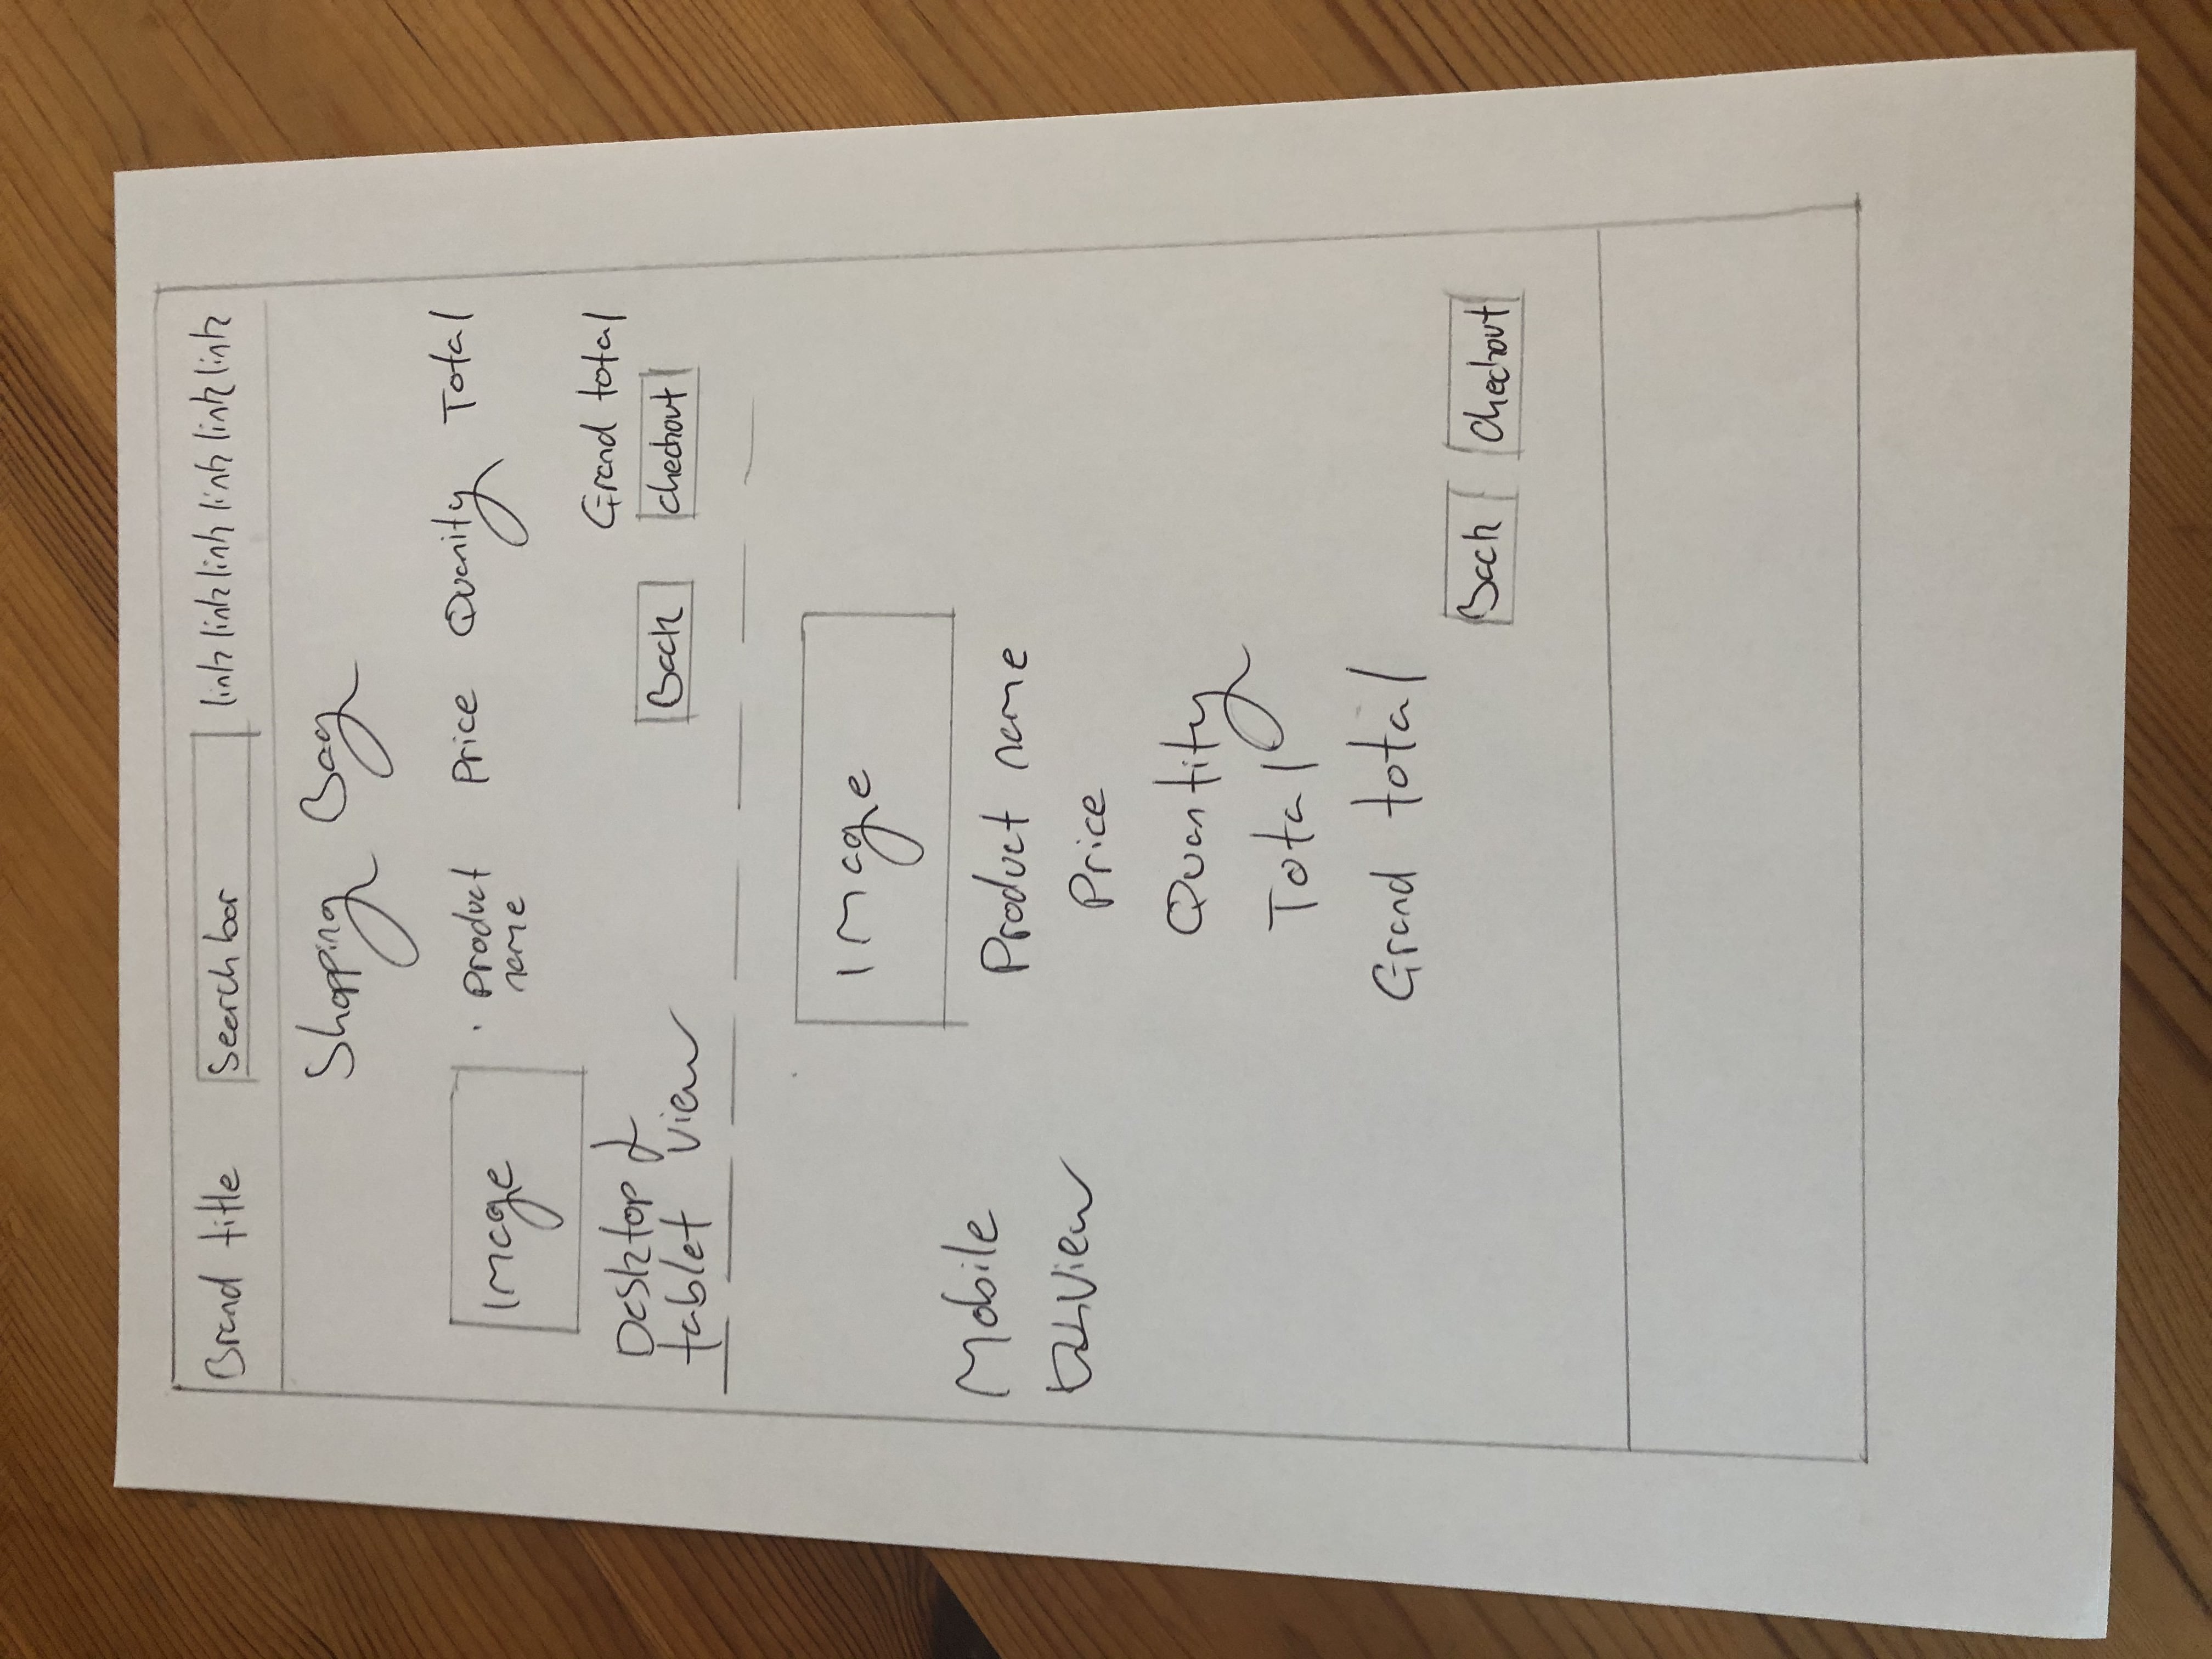 Brand title Search bar link link link link link link
Shopping Bag
Image Product name Price Quanity Total
Grand total
Desktop & tablet view
Back Checkout
Image
Mobile
View
Product name
Price
Quantity
Total
Grand total
Back Checkout